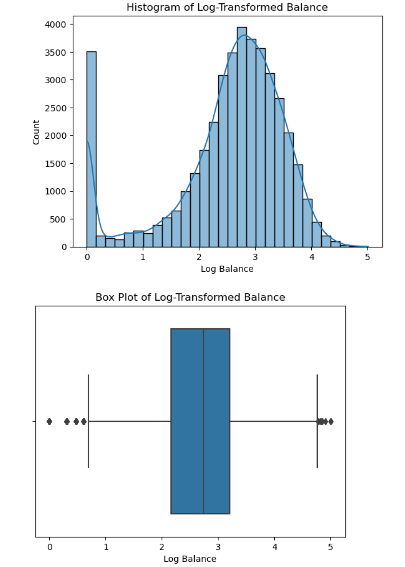 Histogram of Log-Transformed Balance
4000
3500
3000
2500
2000
1500
1000
500
0
Count
0 1 2 3 4 5
Log Balance
Box Plot of Log-Transformed Balance
0 1 2 3 4 5
Log Balance